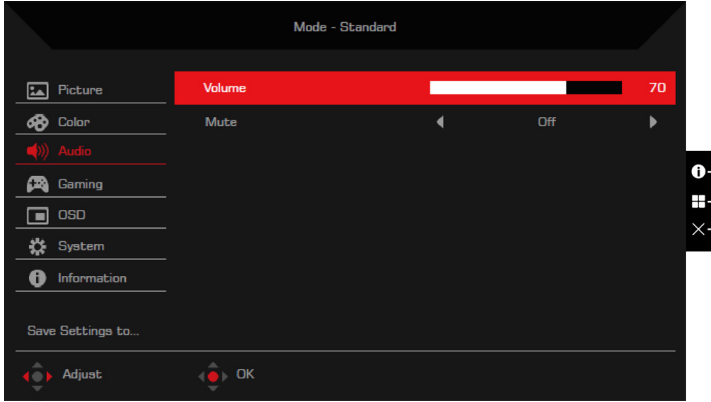 Mode - Standard
Picture
Volume 70
Color
Mute Off
Audio
Gaming
OSD
System
Information
Save Settings to...
Adjust OK